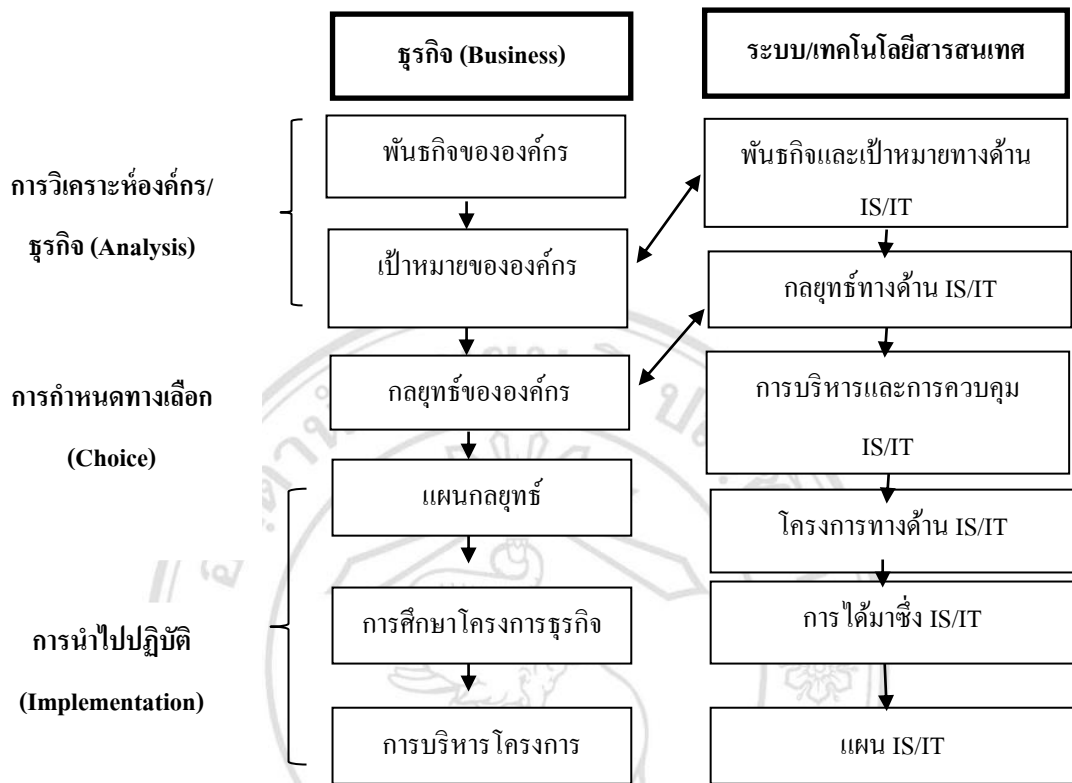 ธุรกิจ (Business)
ระบบ/เทคโนโลยีสารสนเทศ
การวิเคราะห์องค์กร/
ธุรกิจ (Analysis)
พันธกิจขององค์กร
เป้าหมายขององค์กร
พันธกิจและเป้าหมายทางด้าน
IS/IT
กลยุทธ์ทางด้าน IS/IT
การกำหนดทางเลือก
(Choice)
กลยุทธ์ขององค์กร
การบริหารและการควบคุม
IS/IT
แผนกลยุทธ์
โครงการทางด้าน IS/IT
การนำไปปฏิบัติ
(Implementation)
การศึกษาโครงการธุรกิจ
การได้มาซึ่ง IS/IT
การบริหารโครงการ
แผน IS/IT